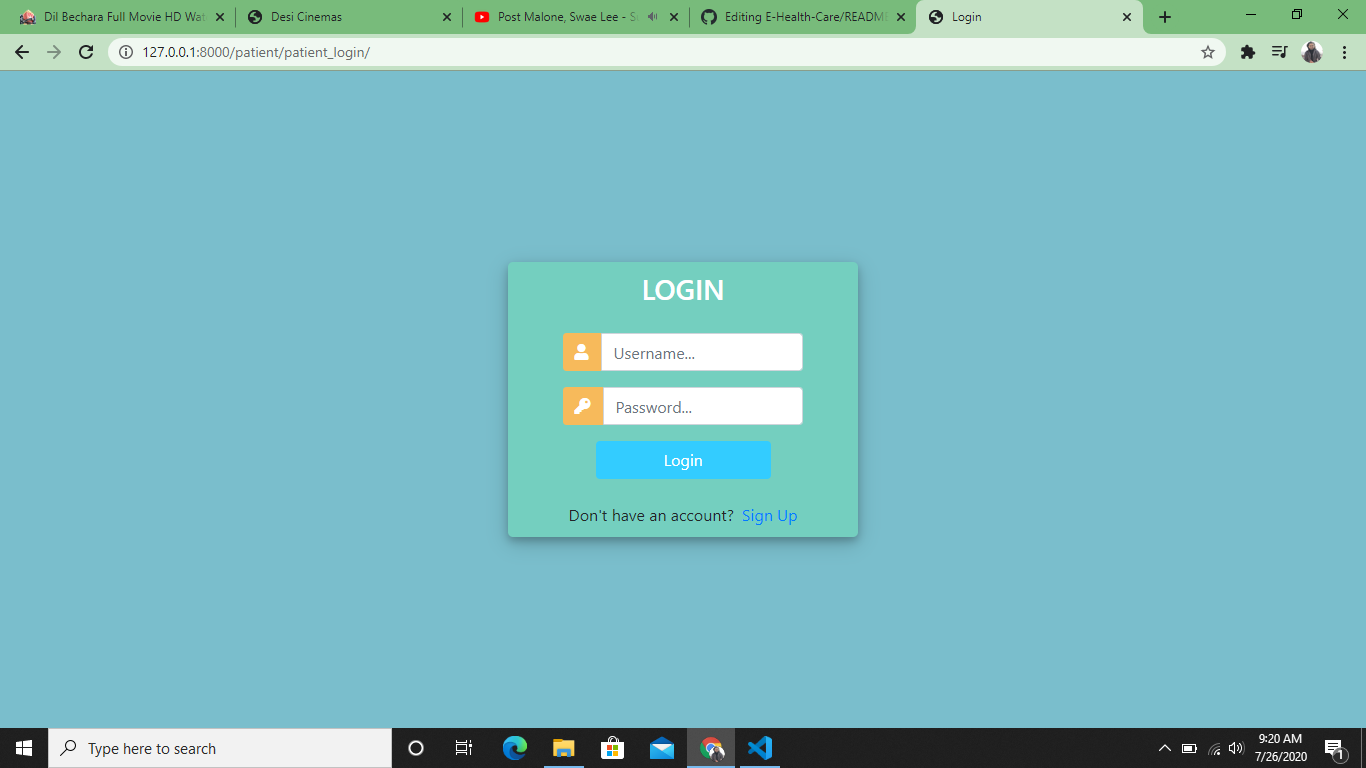 Dil Bechara Full Movie HD Wat
Desi Cinemas
Post Malone, Swae Lee - S
Editing E-Health-Care/README
Login
127.0.0.1:8000/patient/patient_login/
LOGIN
Username...
Password...
Login
Don't have an account? Sign Up
Type here to search
9:20 AM
7/26/2020
1